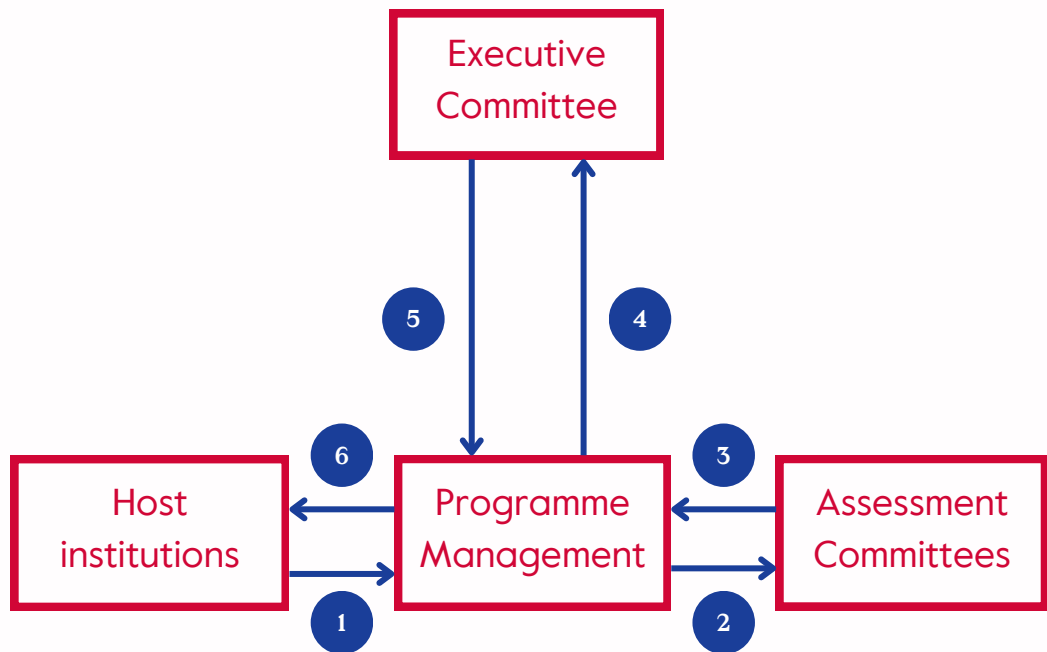 Executive
Committee
5
4
6
3
Host
institutions
Programme
Management
Assessment
Committees
1
2